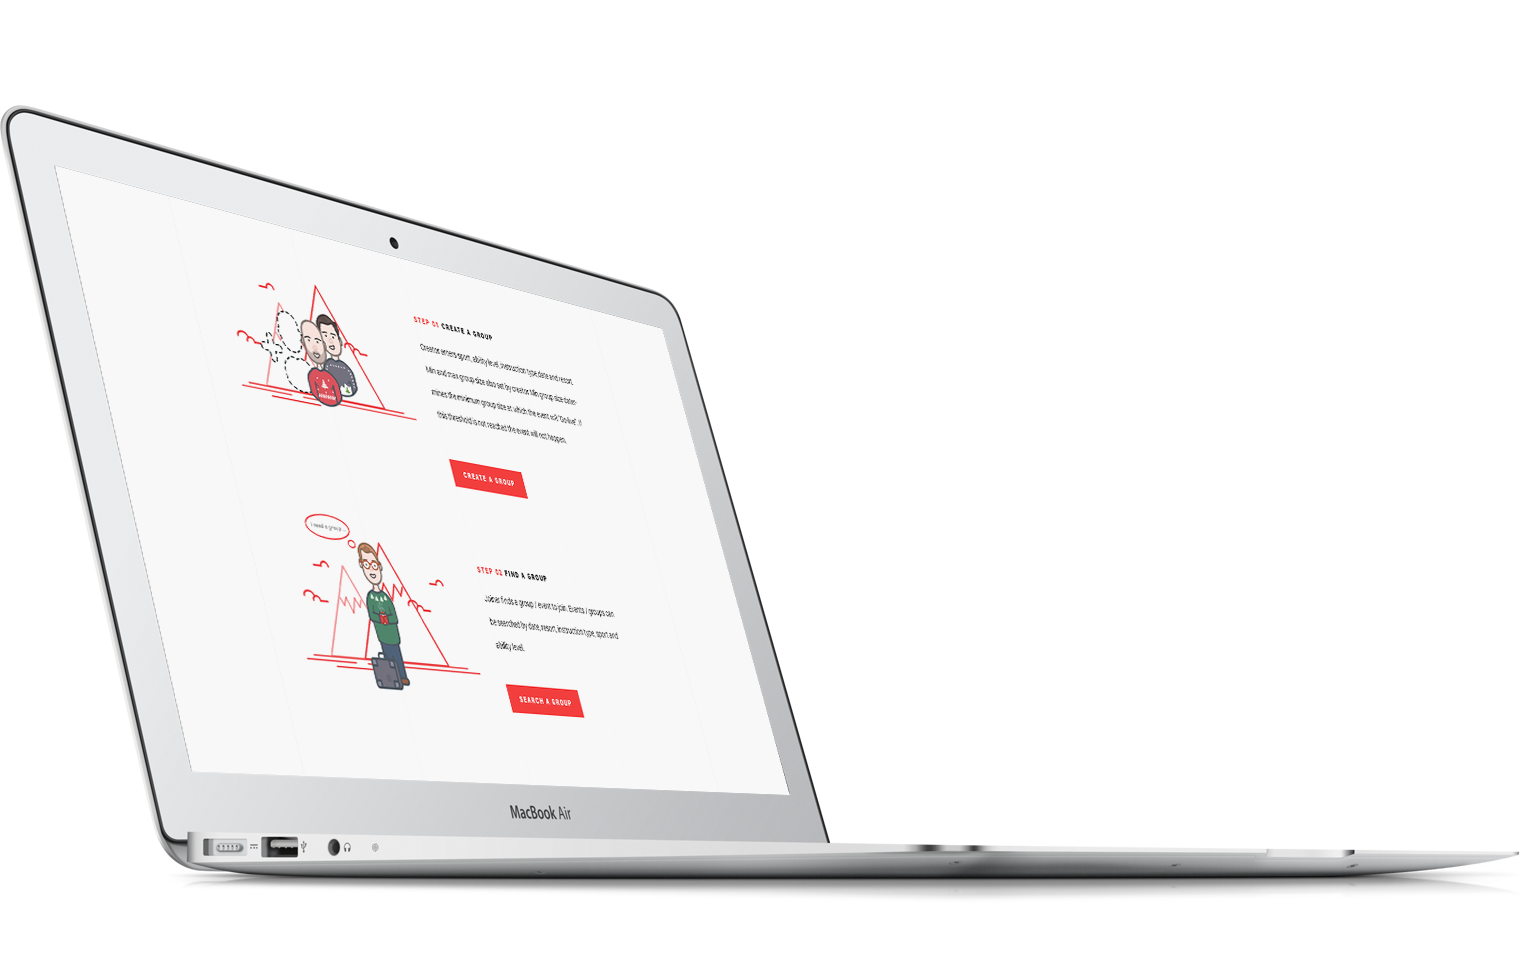 STEP 01 CREATE A GROUP
Creator enters sport, ability level, instruction type, date and resort.
Min and max group size also set by creator. Min group size deter-
mines the minimum group size at which the event will "Go live". If
this threshold is not reached the event will not happen.
CREATE A GROUP
I need a group...
STEP 02 FIND A GROUP
Joiner finds a group / event to join. Events / groups can
be searched by date, resort, instruction type, sport and
ability level.
SEARCH A GROUP
MacBook Air